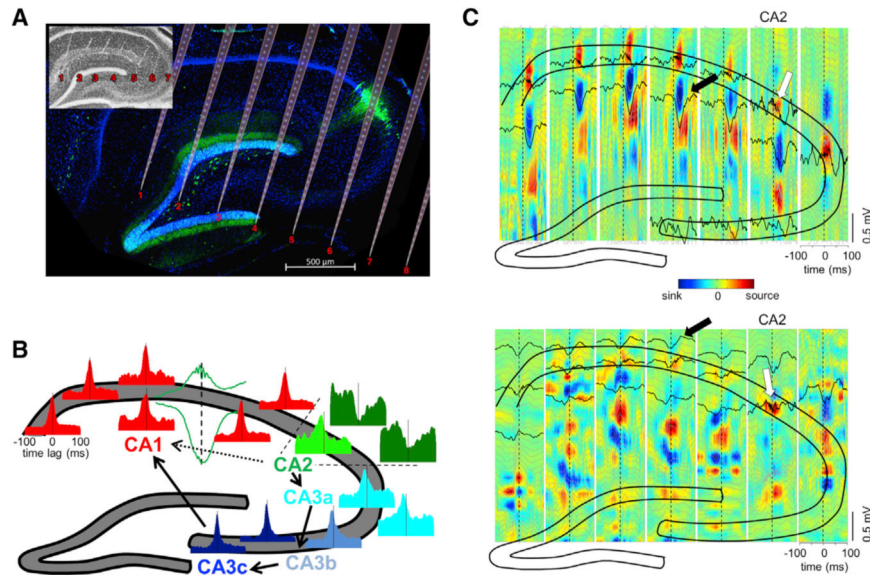 A
1 2 3 4 5 6 7
1
2
3
4
5
6
7
8
500 µm
B
-100 0 100
time lag (ms)
CA1
CA2
CA3a
CA3b
CA3c
C
CA2
0.5 mV
-100 0 100
time (ms)
sink 0 source
CA2
0.5 mV
-100 0 100
time (ms)